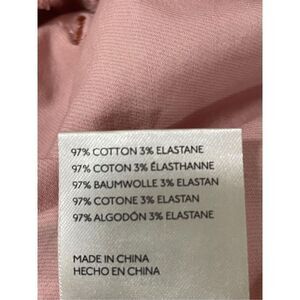 97% COTTON 3% ELASTANE
97% COTON 3% ÉLASTHANNE
97% BAUMWOLLE 3% ELASTAN
97% COTONE 3% ELASTAN
97% ALGODÓN 3% ELASTANE
MADE IN CHINA
HECHO EN CHINA